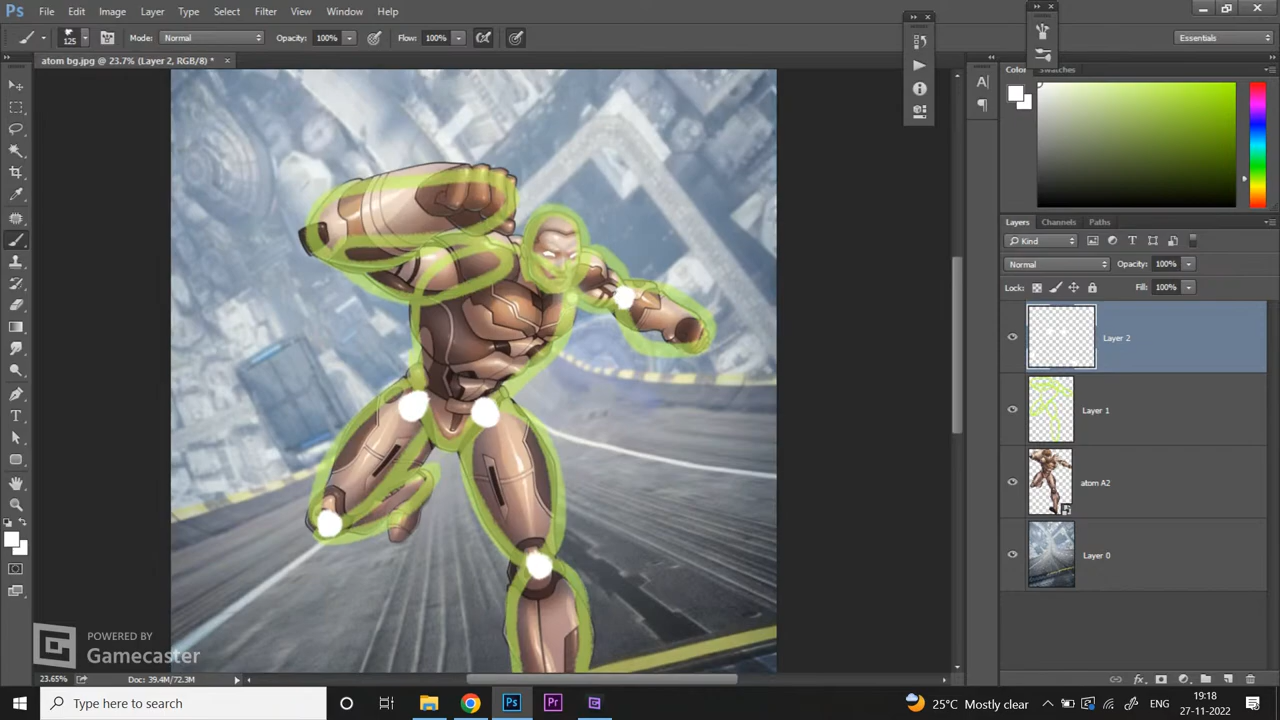 Ps File Edit Image Layer Type Select Filter View Window Help
125 Mode: Normal Opacity: 100% Flow: 100% Essentials
atom bg.jpg @ 23.7% (Layer 2, RGB/8) * ×
Color Swatches
Layers Channels Paths
Kind
Normal Opacity: 100%
Lock: Fill: 100%
Layer 2
Layer 1
atom A2
Layer 0
POWERED BY
Gamecaster
23.65% Doc: 39.4M/72.3M
Type here to search
25°C Mostly clear ENG 19:18
27-11-2022